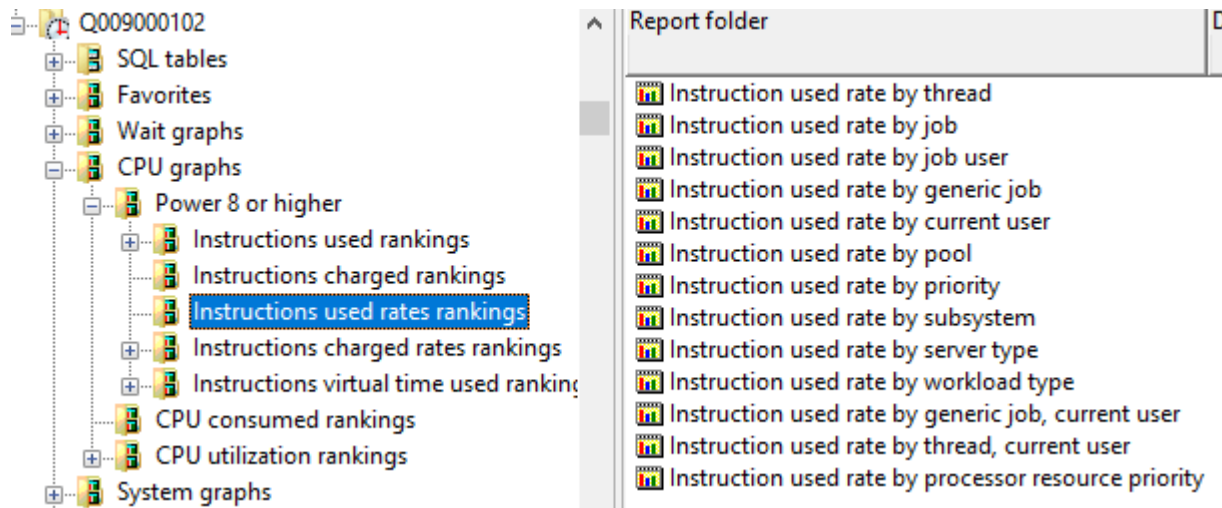 Q009000102
SQL tables
Favorites
Wait graphs
CPU graphs
Power 8 or higher
Instructions used rankings
Instructions charged rankings
Instructions used rates rankings
Instructions charged rates rankings
Instructions virtual time used ranking
CPU consumed rankings
CPU utilization rankings
System graphs
Report folder
Instruction used rate by thread
Instruction used rate by job
Instruction used rate by job user
Instruction used rate by generic job
Instruction used rate by current user
Instruction used rate by pool
Instruction used rate by priority
Instruction used rate by subsystem
Instruction used rate by server type
Instruction used rate by workload type
Instruction used rate by generic job, current user
Instruction used rate by thread, current user
Instruction used rate by processor resource priority